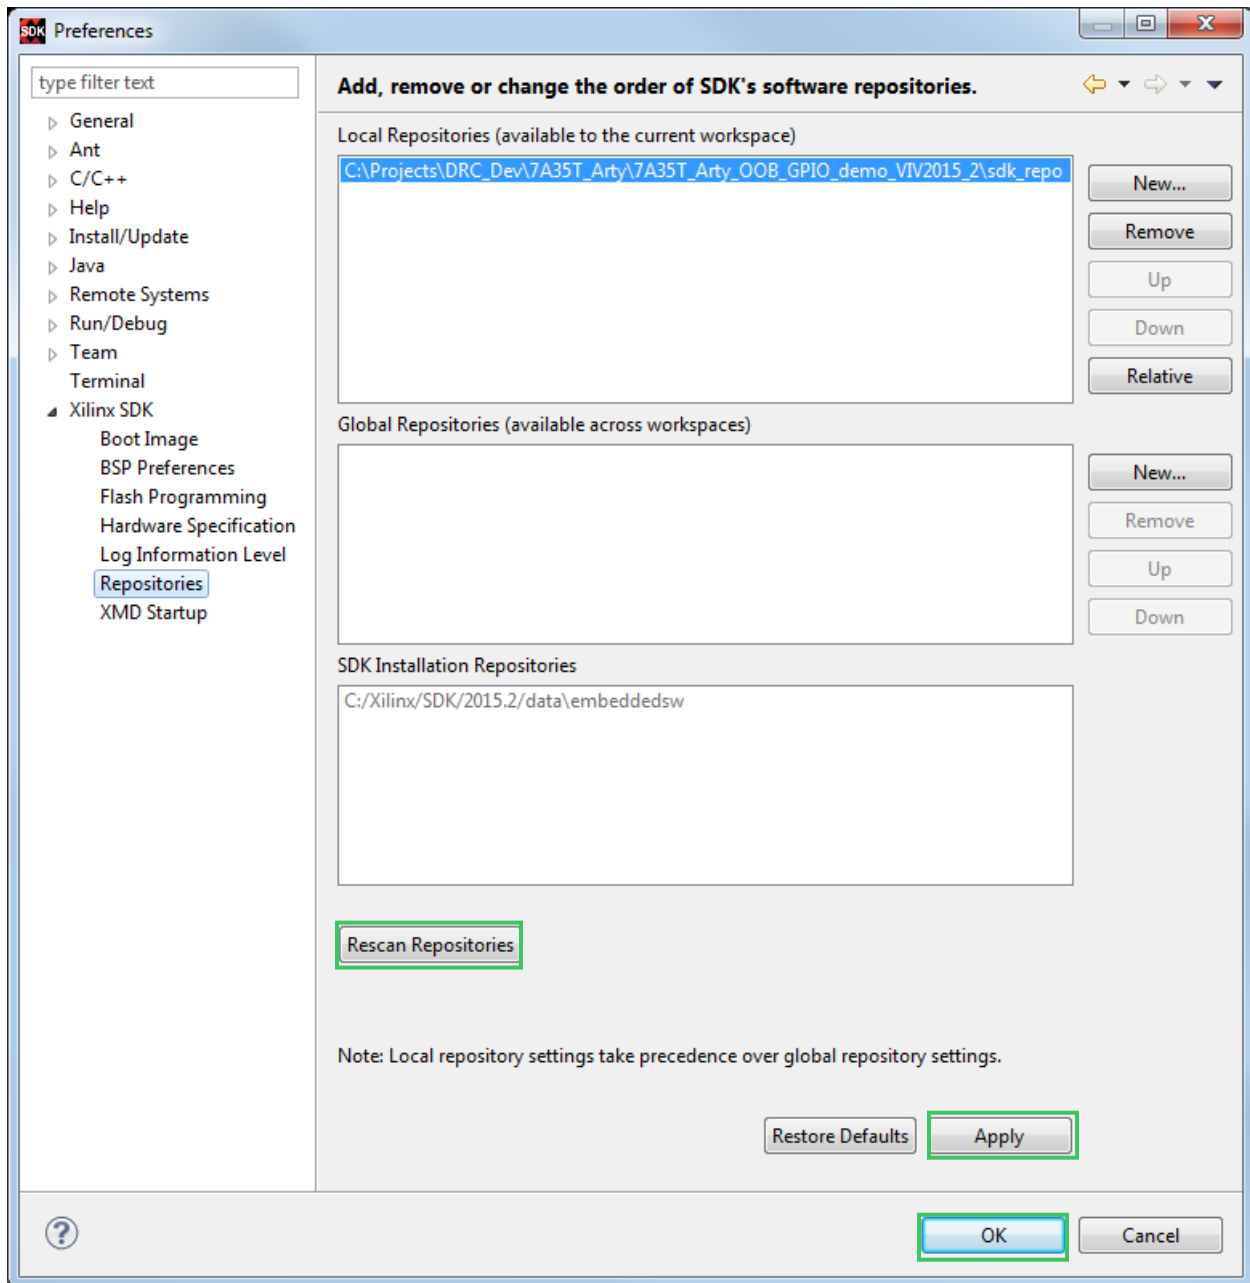 SDK Preferences
type filter text
General
Ant
C/C++
Help
Install/Update
Java
Remote Systems
Run/Debug
Team
Terminal
Xilinx SDK
Boot Image
BSP Preferences
Flash Programming
Hardware Specification
Log Information Level
Repositories
XMD Startup
Add, remove or change the order of SDK's software repositories.
Local Repositories (available to the current workspace)
C:\Projects\DRC_Dev\7A35T_Arty\7A35T_Arty_OOB_GPIO_demo_VIV2015_2\sdk_repo
New...
Remove
Up
Down
Relative
Global Repositories (available across workspaces)
New...
Remove
Up
Down
SDK Installation Repositories
C:/Xilinx/SDK/2015.2/data\embeddedsw
Rescan Repositories
Note: Local repository settings take precedence over global repository settings.
Restore Defaults
Apply
?
OK
Cancel